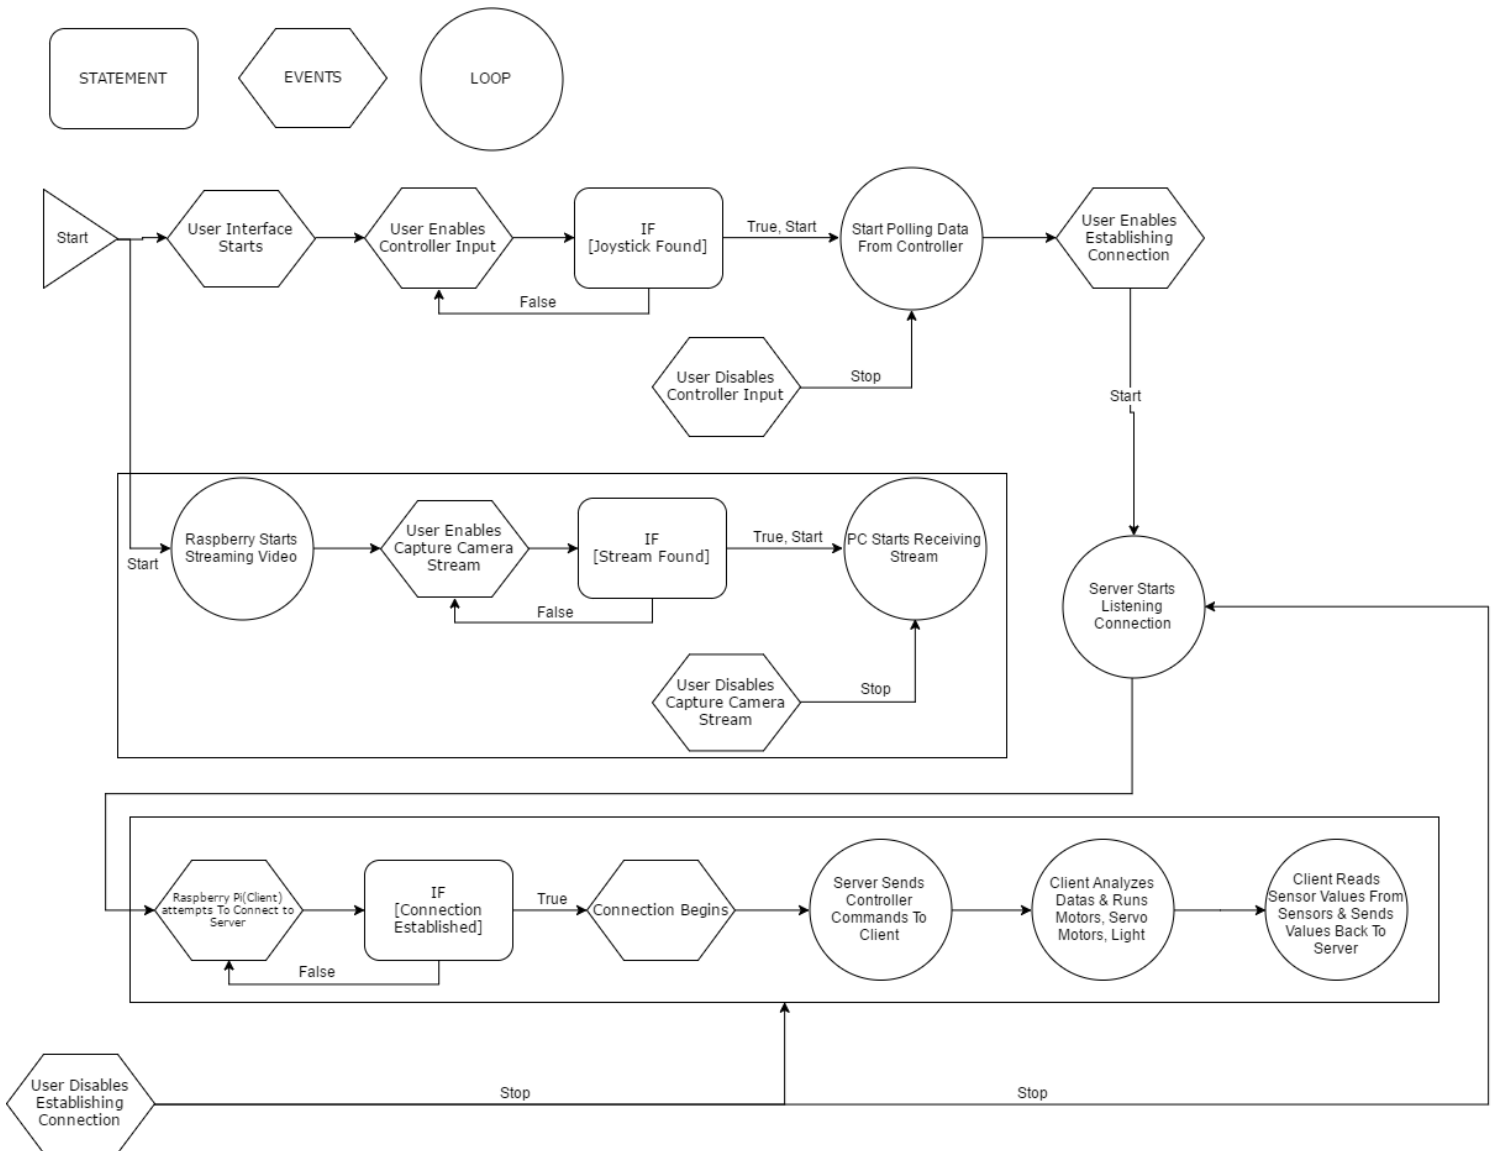 STATEMENT
EVENTS
LOOP
Start
User Interface
Starts
User Enables
Controller Input
IF
[Joystick Found]
True, Start
Start Polling Data
From Controller
User Enables
Establishing
Connection
False
User Disables
Controller Input
Stop
Start
Start
Raspberry Starts
Streaming Video
User Enables
Capture Camera
Stream
IF
[Stream Found]
True, Start
PC Starts Receiving
Stream
False
User Disables
Capture Camera
Stream
Stop
Server Starts
Listening
Connection
Raspberry Pi(Client)
attempts To Connect to
Server
IF
[Connection
Established]
True
Connection Begins
Server Sends
Controller
Commands To
Client
Client Analyzes
Datas & Runs
Motors, Servo
Motors, Light
Client Reads
Sensor Values From
Sensors & Sends
Values Back To
Server
False
User Disables
Establishing
Connection
Stop
Stop